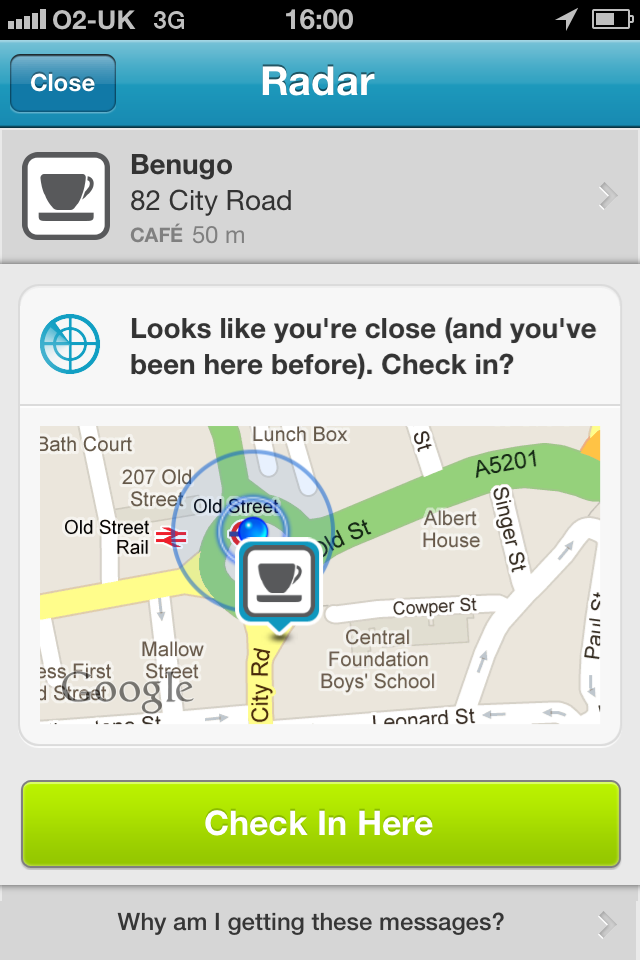 O2-UK 3G 16:00
Close
Radar
Benugo
82 City Road
CAFÉ 50 m
Looks like you're close (and you've
been here before). Check in?
Bath Court
Lunch Box
St
A5201
207 Old
Street
Old Street
Old Street
Rail
Old St
Albert
House
Singer St
Cowper St
Mallow
Street
Central
Foundation
Boys' School
Paul St
ess First
d Street
Google
City Rd
Leonard St
Check In Here
Why am I getting these messages?